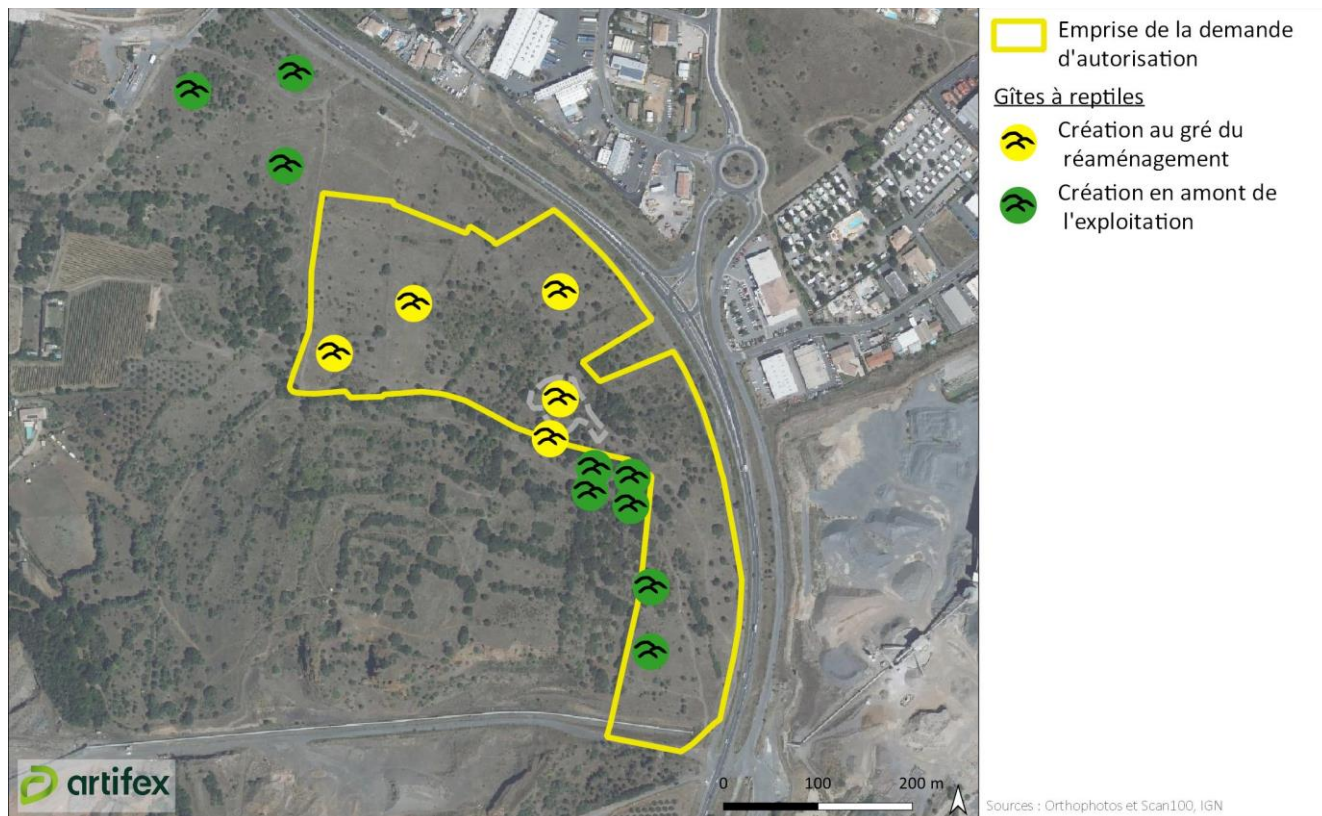 Emprise de la demande
d'autorisation
Gîtes à reptiles
Création au gré du
réaménagement
Création en amont de
l'exploitation
artifex
0 100 200 m
Sources : Orthophotos et Scan100, IGN